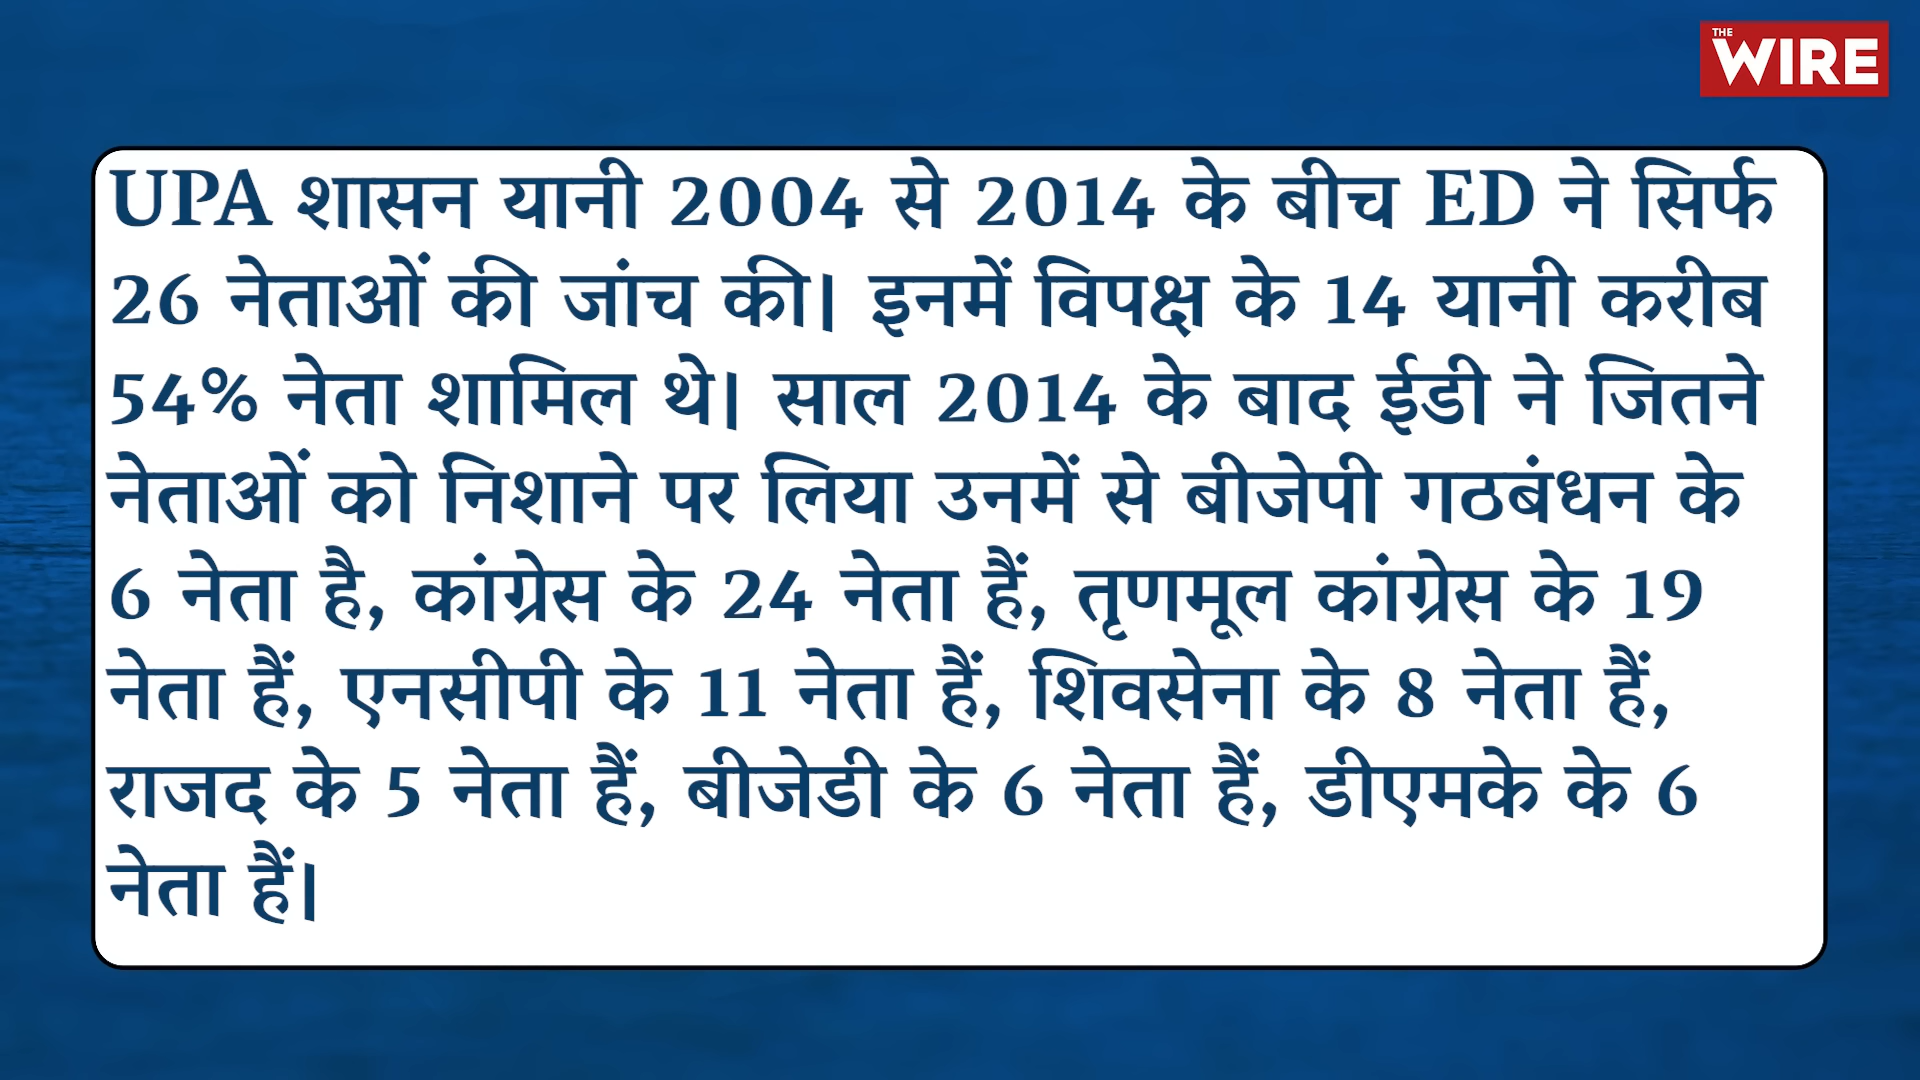 THE
WIRE
UPA शासन यानी 2004 से 2014 के बीच ED ने सिर्फ
26 नेताओं की जांच की। इनमें विपक्ष के 14 यानी करीब
54% नेता शामिल थे। साल 2014 के बाद ईडी ने जितने
नेताओं को निशाने पर लिया उनमें से बीजेपी गठबंधन के
6 नेता है, कांग्रेस के 24 नेता हैं, तृणमूल कांग्रेस के 19
नेता हैं, एनसीपी के 11 नेता हैं, शिवसेना के 8 नेता हैं,
राजद के 5 नेता हैं, बीजेडी के 6 नेता हैं, डीएमके के 6
नेता हैं।